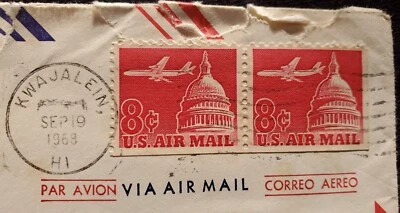 KWAJALEIN,
SEP 19
1968
HI
8¢
U.S. AIR MAIL
8¢
U.S. AIR MAIL
PAR AVION VIA AIR MAIL CORREO AEREO